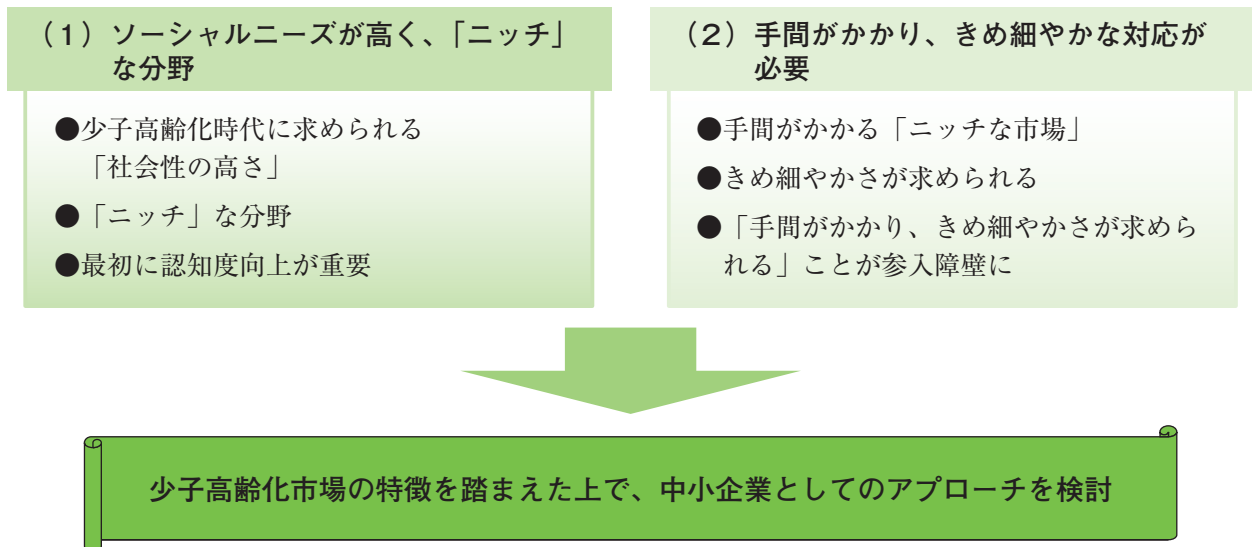 （１）ソーシャルニーズが高く、「ニッチ」
な分野
●少子高齢化時代に求められる
「社会性の高さ」
●「ニッチ」な分野
●最初に認知度向上が重要
（２）手間がかかり、きめ細やかな対応が
必要
●手間がかかる「ニッチな市場」
●きめ細やかさが求められる
●「手間がかかり、きめ細やかさが求めら
れる」ことが参入障壁に
少子高齢化市場の特徴を踏まえた上で、中小企業としてのアプローチを検討